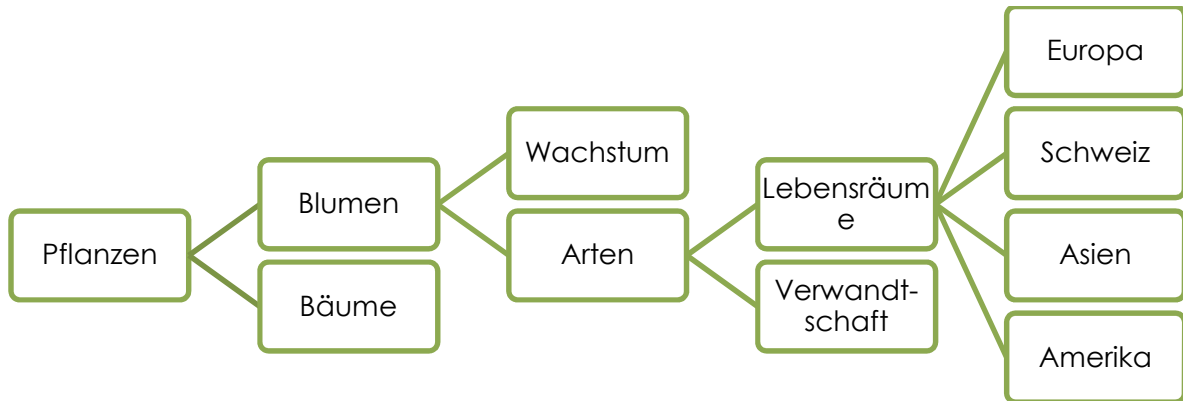 Pflanzen
Blumen
Bäume
Wachstum
Arten
Lebensräum
e
Verwandt-
schaft
Europa
Schweiz
Asien
Amerika